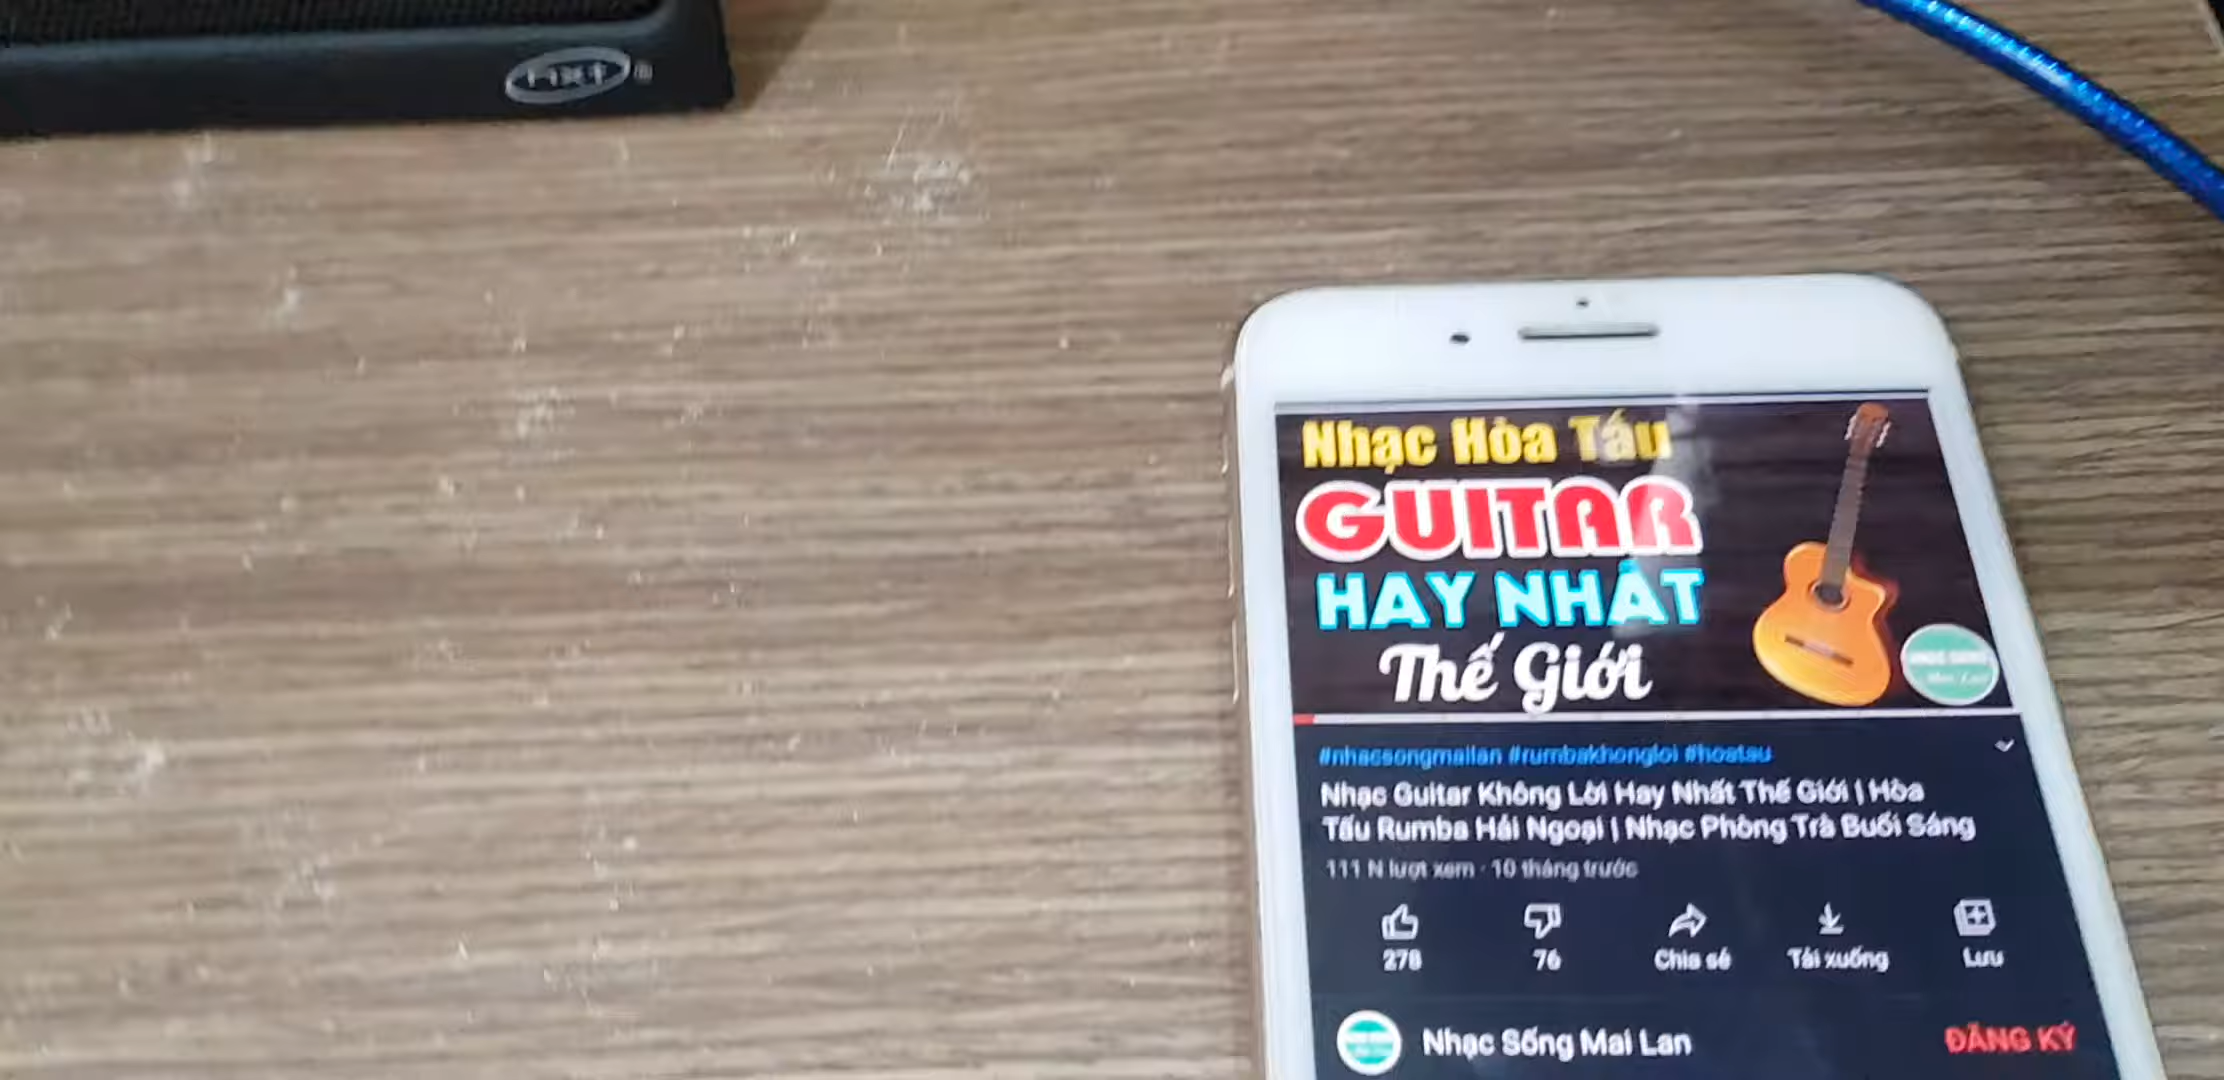 Nhạc Hòa Tấu
GUITAR
HAY NHẤT
Thế Giới
#nhacsongmailan #rumbakhongloi #hoatau
Nhạc Guitar Không Lời Hay Nhất Thế Giới | Hòa
Tấu Rumba Hải Ngoại | Nhạc Phòng Trà Buổi Sáng
111 N lượt xem · 10 tháng trước
278
76
Chia sẻ
Tải xuống
Lưu
Nhạc Sống Mai Lan
ĐĂNG KÝ